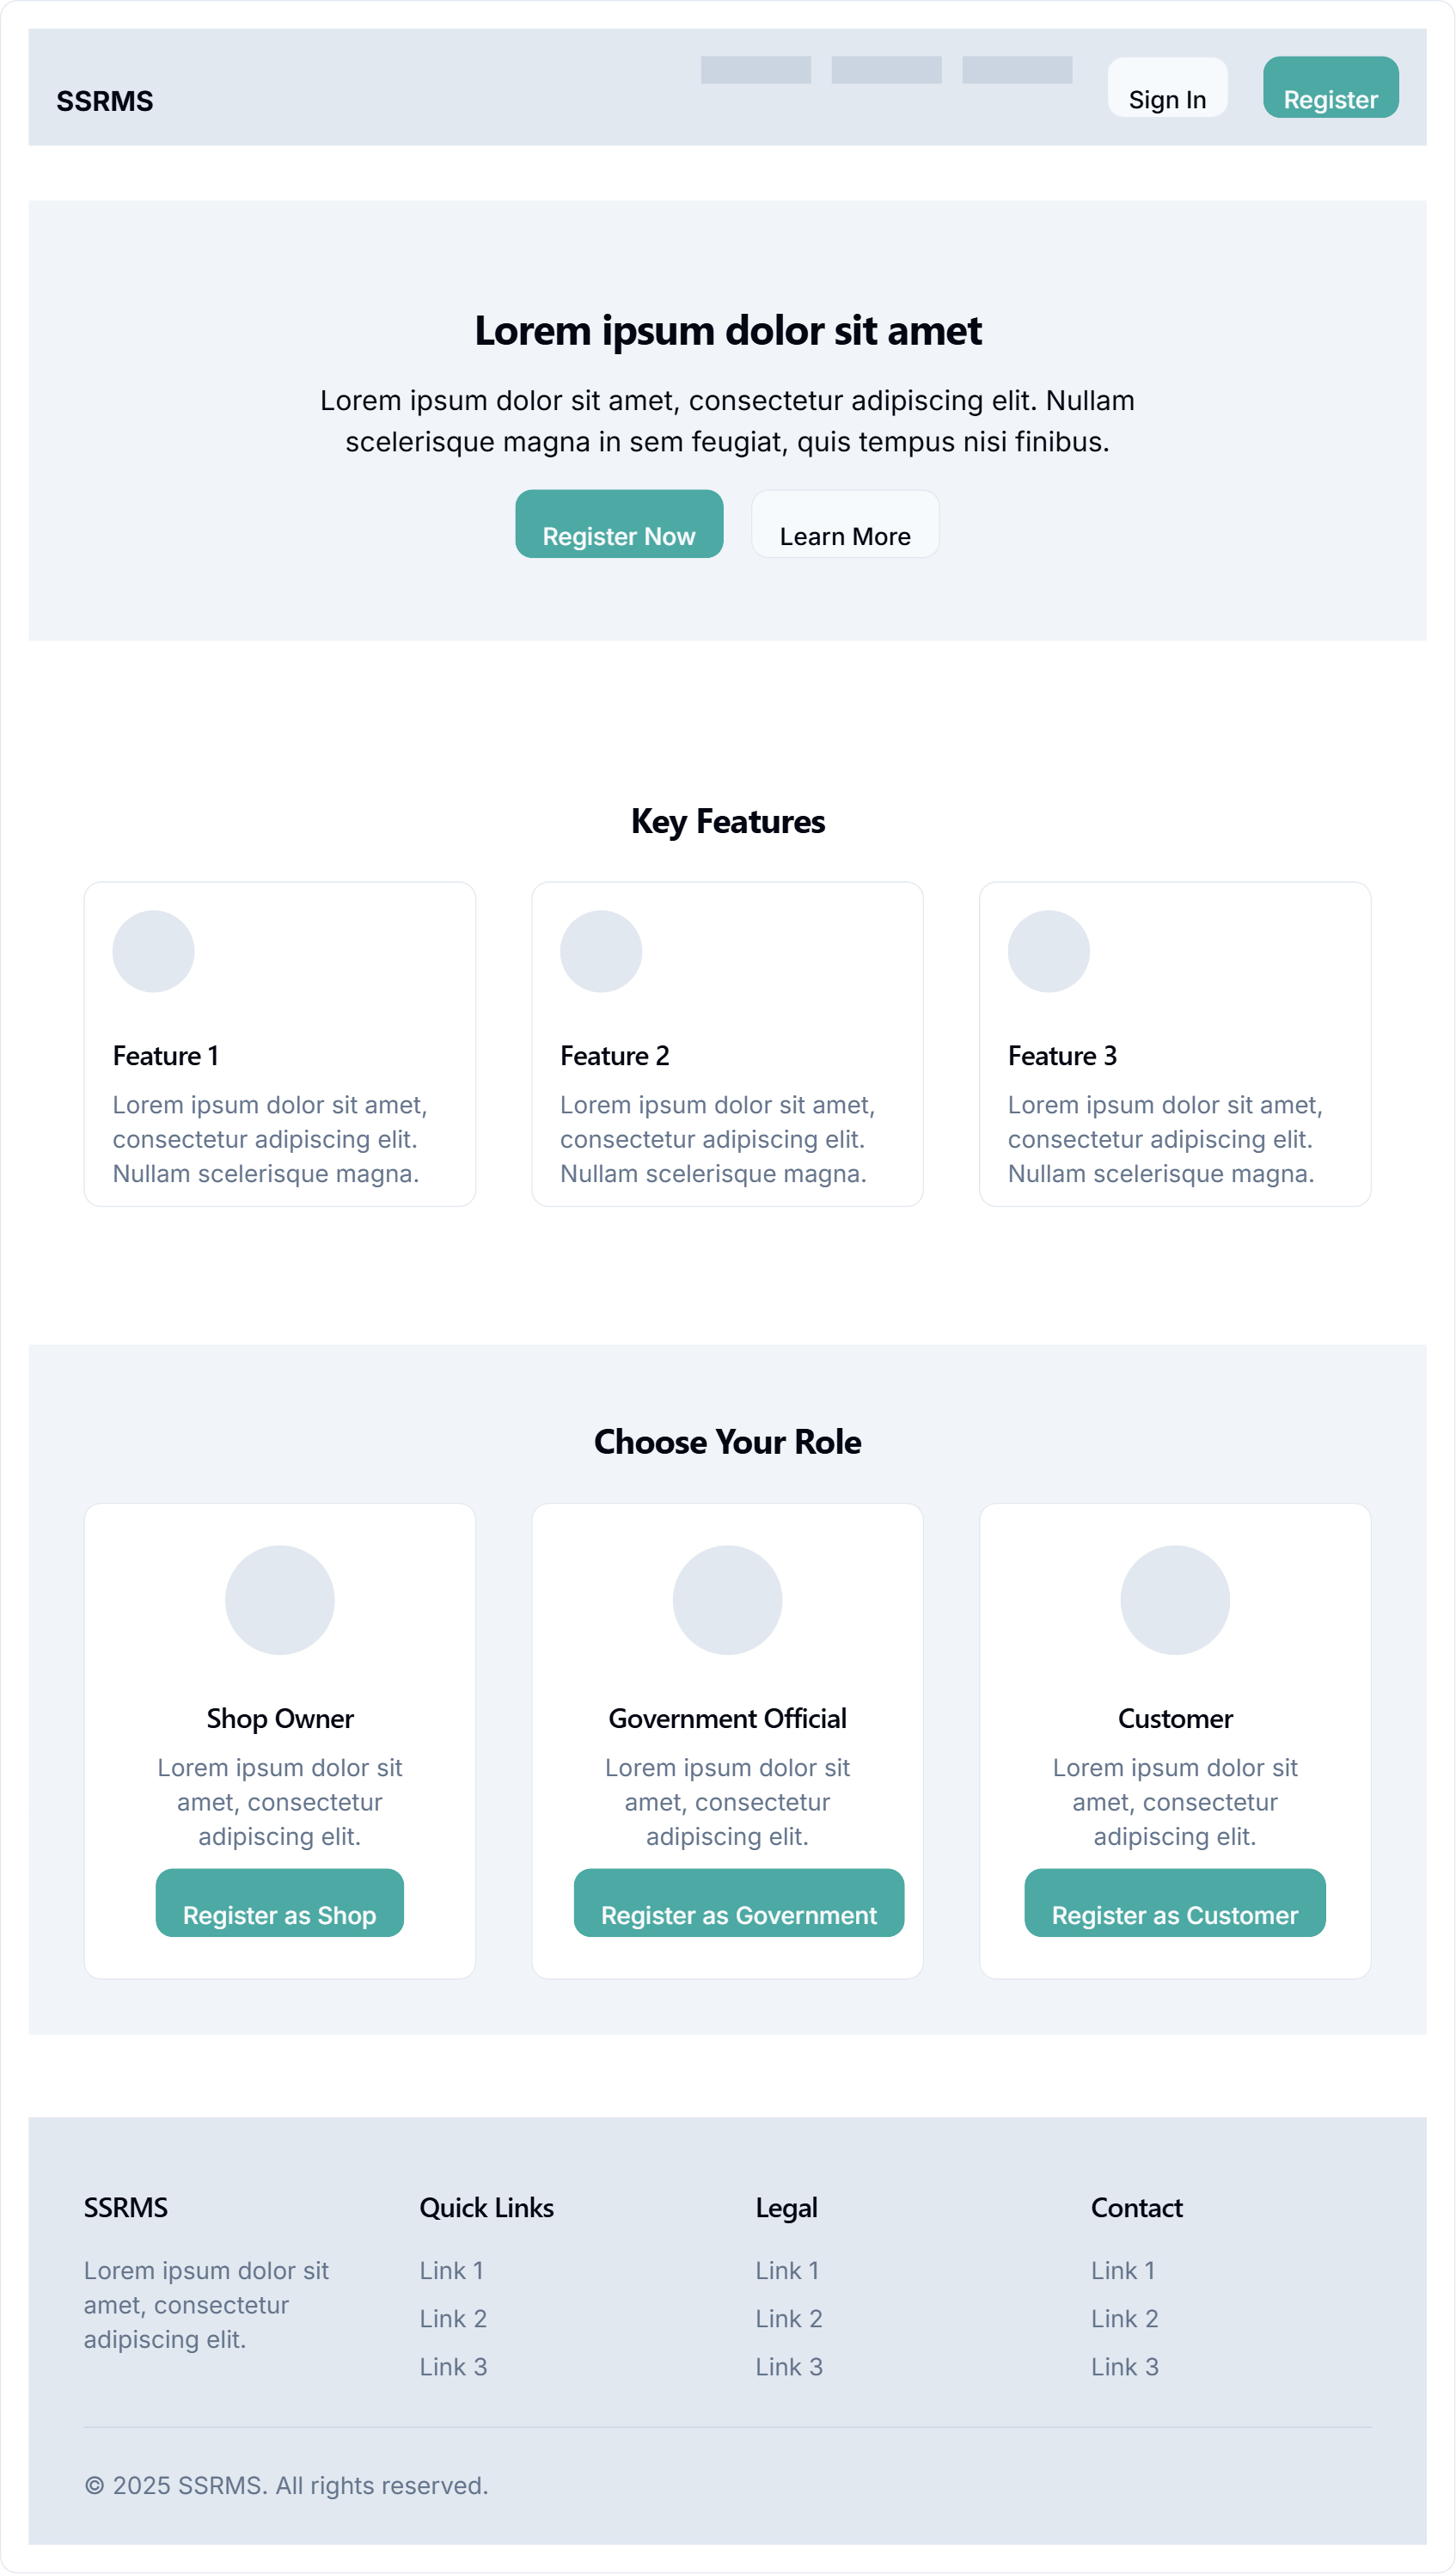 SSRMS
Sign In
Register
Lorem ipsum dolor sit amet
Lorem ipsum dolor sit amet, consectetur adipiscing elit. Nullam
scelerisque magna in sem feugiat, quis tempus nisi finibus.
Register Now
Learn More
Key Features
Feature 1
Lorem ipsum dolor sit amet,
consectetur adipiscing elit.
Nullam scelerisque magna.
Feature 2
Lorem ipsum dolor sit amet,
consectetur adipiscing elit.
Nullam scelerisque magna.
Feature 3
Lorem ipsum dolor sit amet,
consectetur adipiscing elit.
Nullam scelerisque magna.
Choose Your Role
Shop Owner
Lorem ipsum dolor sit
amet, consectetur
adipiscing elit.
Register as Shop
Government Official
Lorem ipsum dolor sit
amet, consectetur
adipiscing elit.
Register as Government
Customer
Lorem ipsum dolor sit
amet, consectetur
adipiscing elit.
Register as Customer
SSRMS
Lorem ipsum dolor sit
amet, consectetur
adipiscing elit.
Quick Links
Link 1
Link 2
Link 3
Legal
Link 1
Link 2
Link 3
Contact
Link 1
Link 2
Link 3
© 2025 SSRMS. All rights reserved.